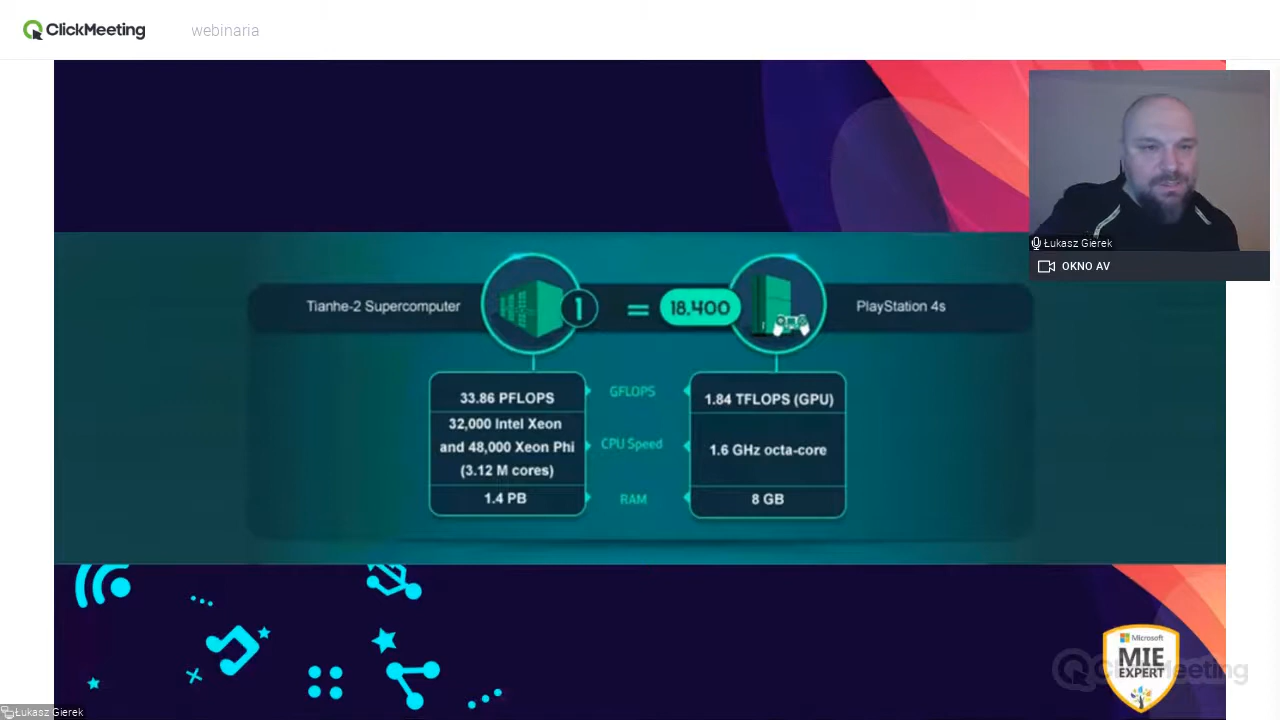 ClickMeeting webinaria
Tianhe-2 Supercomputer 1 = 18,400 PlayStation 4s
33.86 PFLOPS GFLOPS 1.84 TFLOPS (GPU)
32,000 Intel Xeon
and 48,000 Xeon Phi CPU Speed 1.6 GHz octa-core
(3.12 M cores)
1.4 PB RAM 8 GB
Łukasz Gierek
OKNO AV
Microsoft
MIE
EXPERT
ClickMeeting
Łukasz Gierek